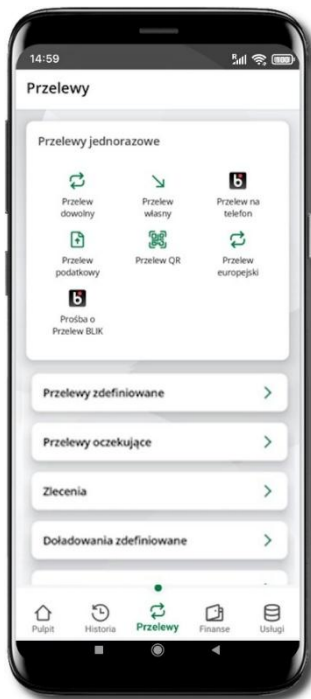 14:59
Przelewy
Przelewy jednorazowe
Przelew
dowolny
Przelew
własny
Przelew na
telefon
Przelew
podatkowy
Przelew QR
Przelew
europejski
Prośba o
Przelew BLIK
Przelewy zdefiniowane
Przelewy oczekujące
Zlecenia
Doładowania zdefiniowane
Pulpit
Historia
Przelewy
Finanse
Usługi